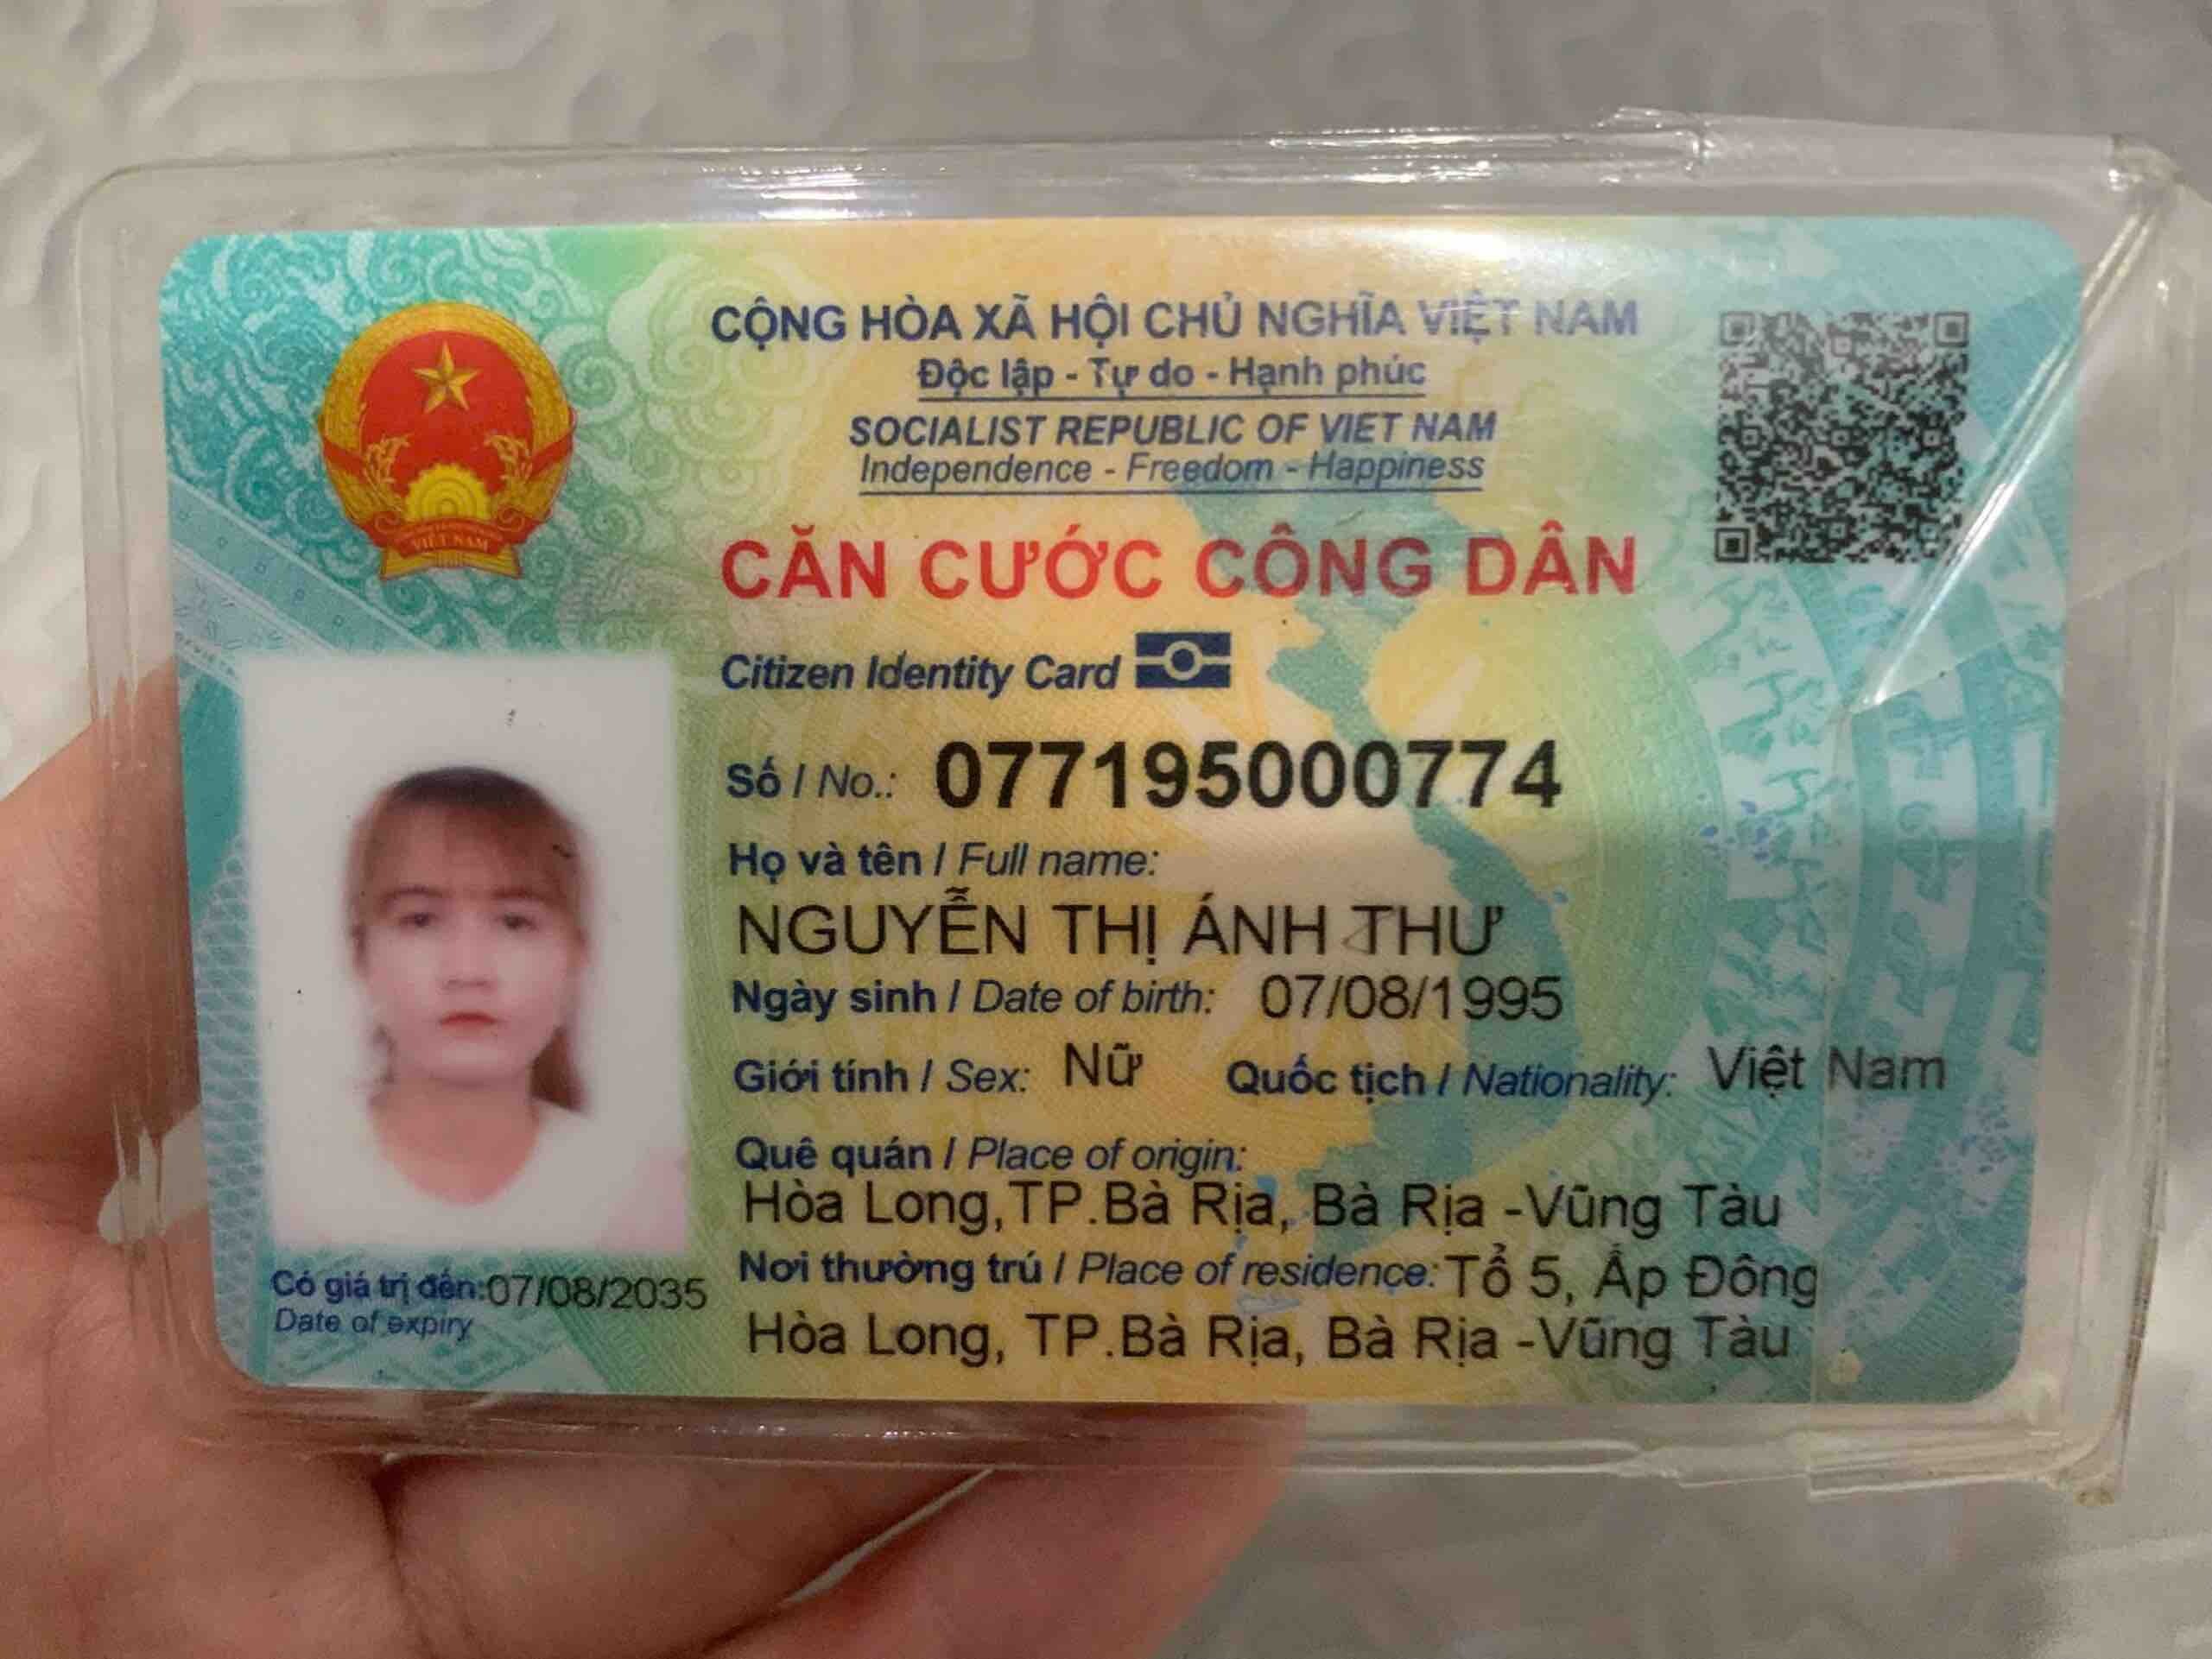 CỘNG HÒA XÃ HỘI CHỦ NGHĨA VIỆT NAM
Độc lập - Tự do - Hạnh phúc
SOCIALIST REPUBLIC OF VIET NAM
Independence - Freedom - Happiness
VIỆT NAM
CĂN CƯỚC CÔNG DÂN
Citizen Identity Card
Số / No.: 077195000774
Họ và tên / Full name:
NGUYỄN THỊ ÁNH THƯ
Ngày sinh / Date of birth: 07/08/1995
Giới tính / Sex: Nữ Quốc tịch / Nationality: Việt Nam
Quê quán / Place of origin:
Hòa Long,TP.Bà Rịa, Bà Rịa -Vũng Tàu
Nơi thường trú / Place of residence: Tổ 5, Ấp Đông
Hòa Long, TP.Bà Rịa, Bà Rịa -Vũng Tàu
Có giá trị đến:07/08/2035
Date of expiry